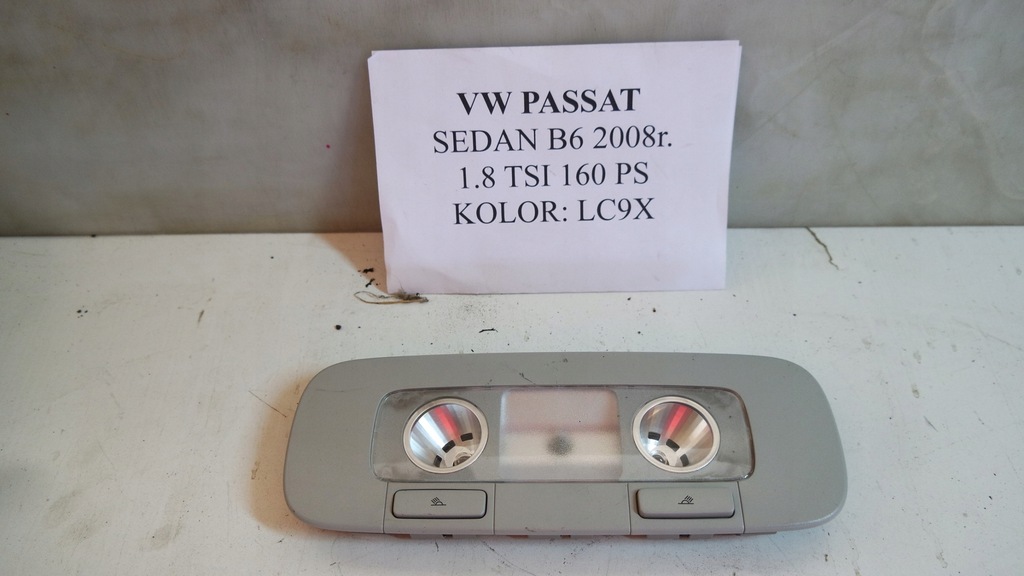 VW PASSAT
SEDAN B6 2008r.
1.8 TSI 160 PS
KOLOR: LC9X